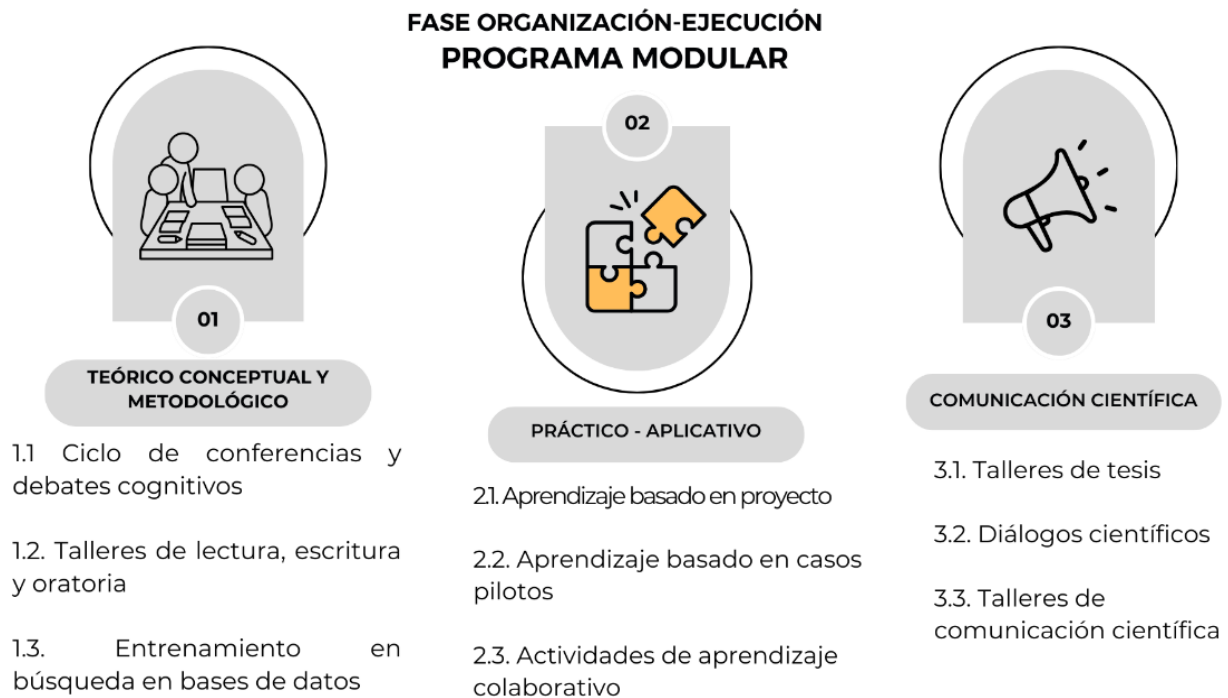 FASE ORGANIZACIÓN-EJECUCIÓN
PROGRAMA MODULAR
01
TEÓRICO CONCEPTUAL Y
METODOLÓGICO
1.1 Ciclo de conferencias y
debates cognitivos
1.2. Talleres de lectura, escritura
y oratoria
1.3. Entrenamiento en
búsqueda en bases de datos
02
PRÁCTICO - APLICATIVO
2.1. Aprendizaje basado en proyecto
2.2. Aprendizaje basado en casos
pilotos
2.3. Actividades de aprendizaje
colaborativo
03
COMUNICACIÓN CIENTÍFICA
3.1. Talleres de tesis
3.2. Diálogos científicos
3.3. Talleres de
comunicación científica